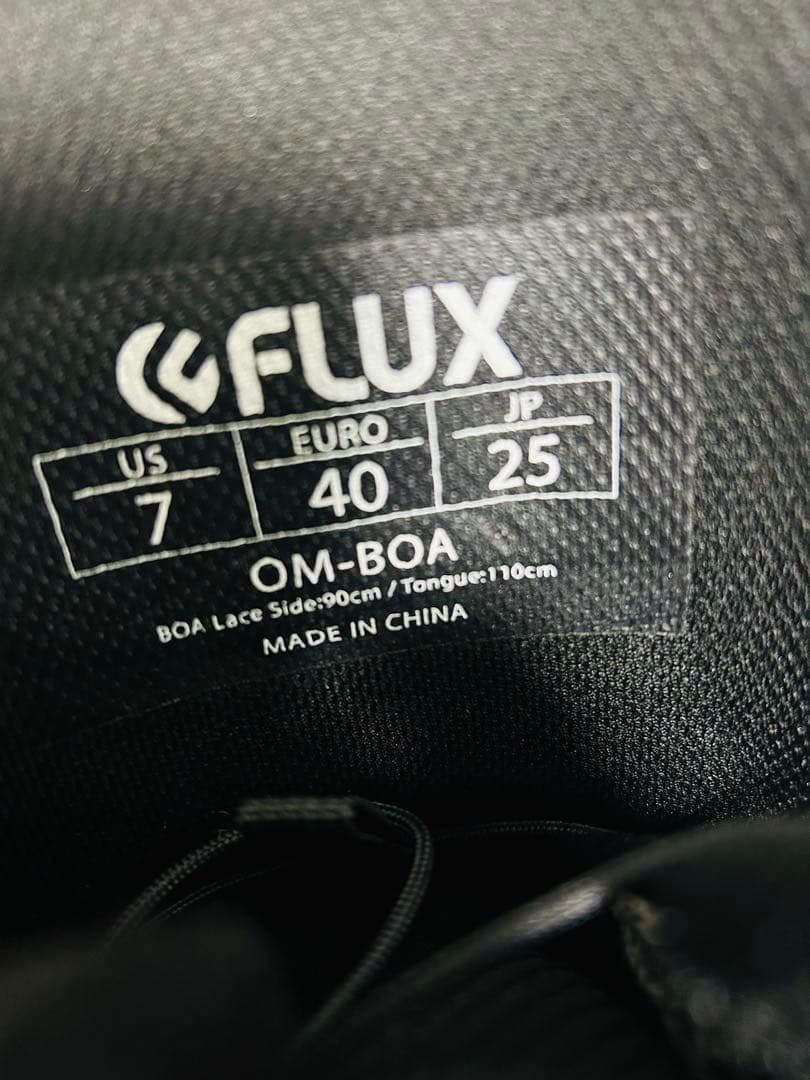 FLUX
US EURO JP
7 40 25
OM-BOA
BOA Lace Side:90cm / Tongue:110cm
MADE IN CHINA